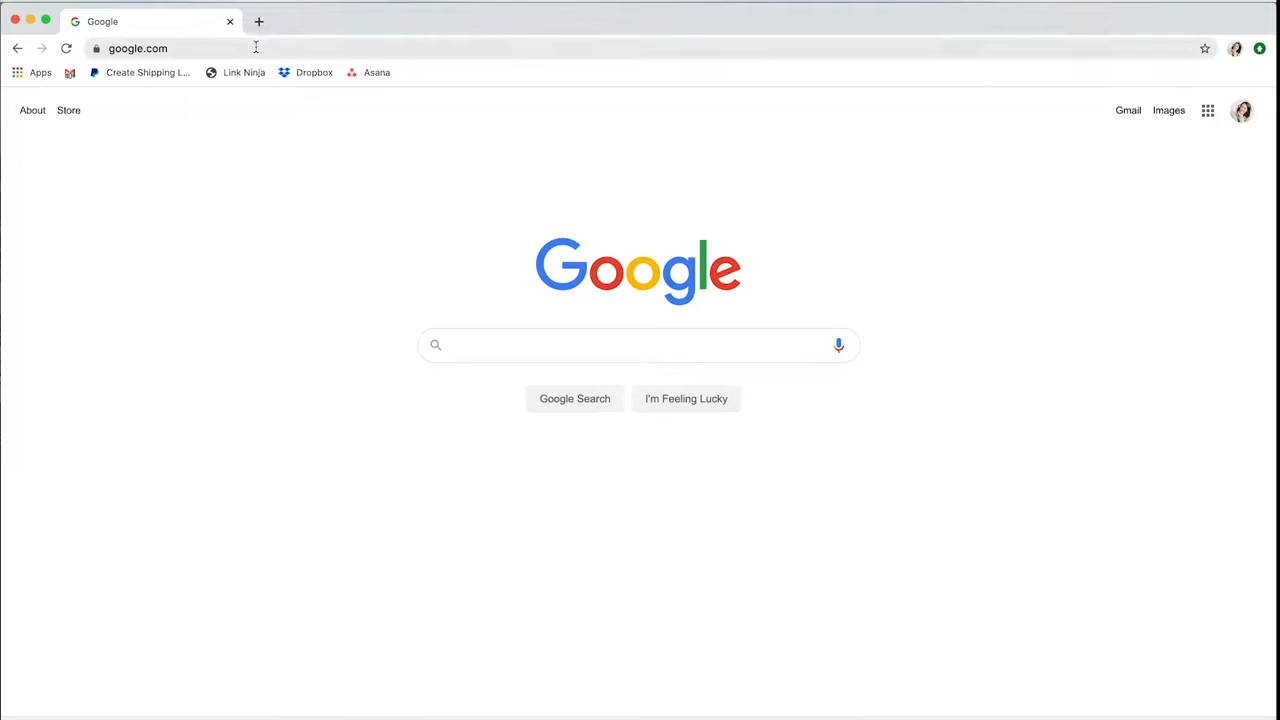 Google
google.com
Apps Create Shipping L... Link Ninja Dropbox Asana
About Store Gmail Images
Google
Google Search I'm Feeling Lucky